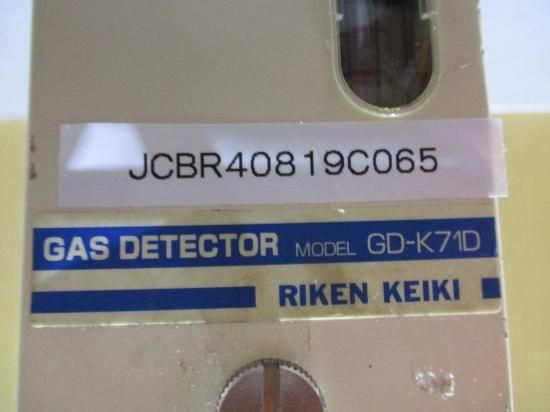 JCBR40819C065
GAS DETECTOR MODEL GD-K71D
RIKEN KEIKI